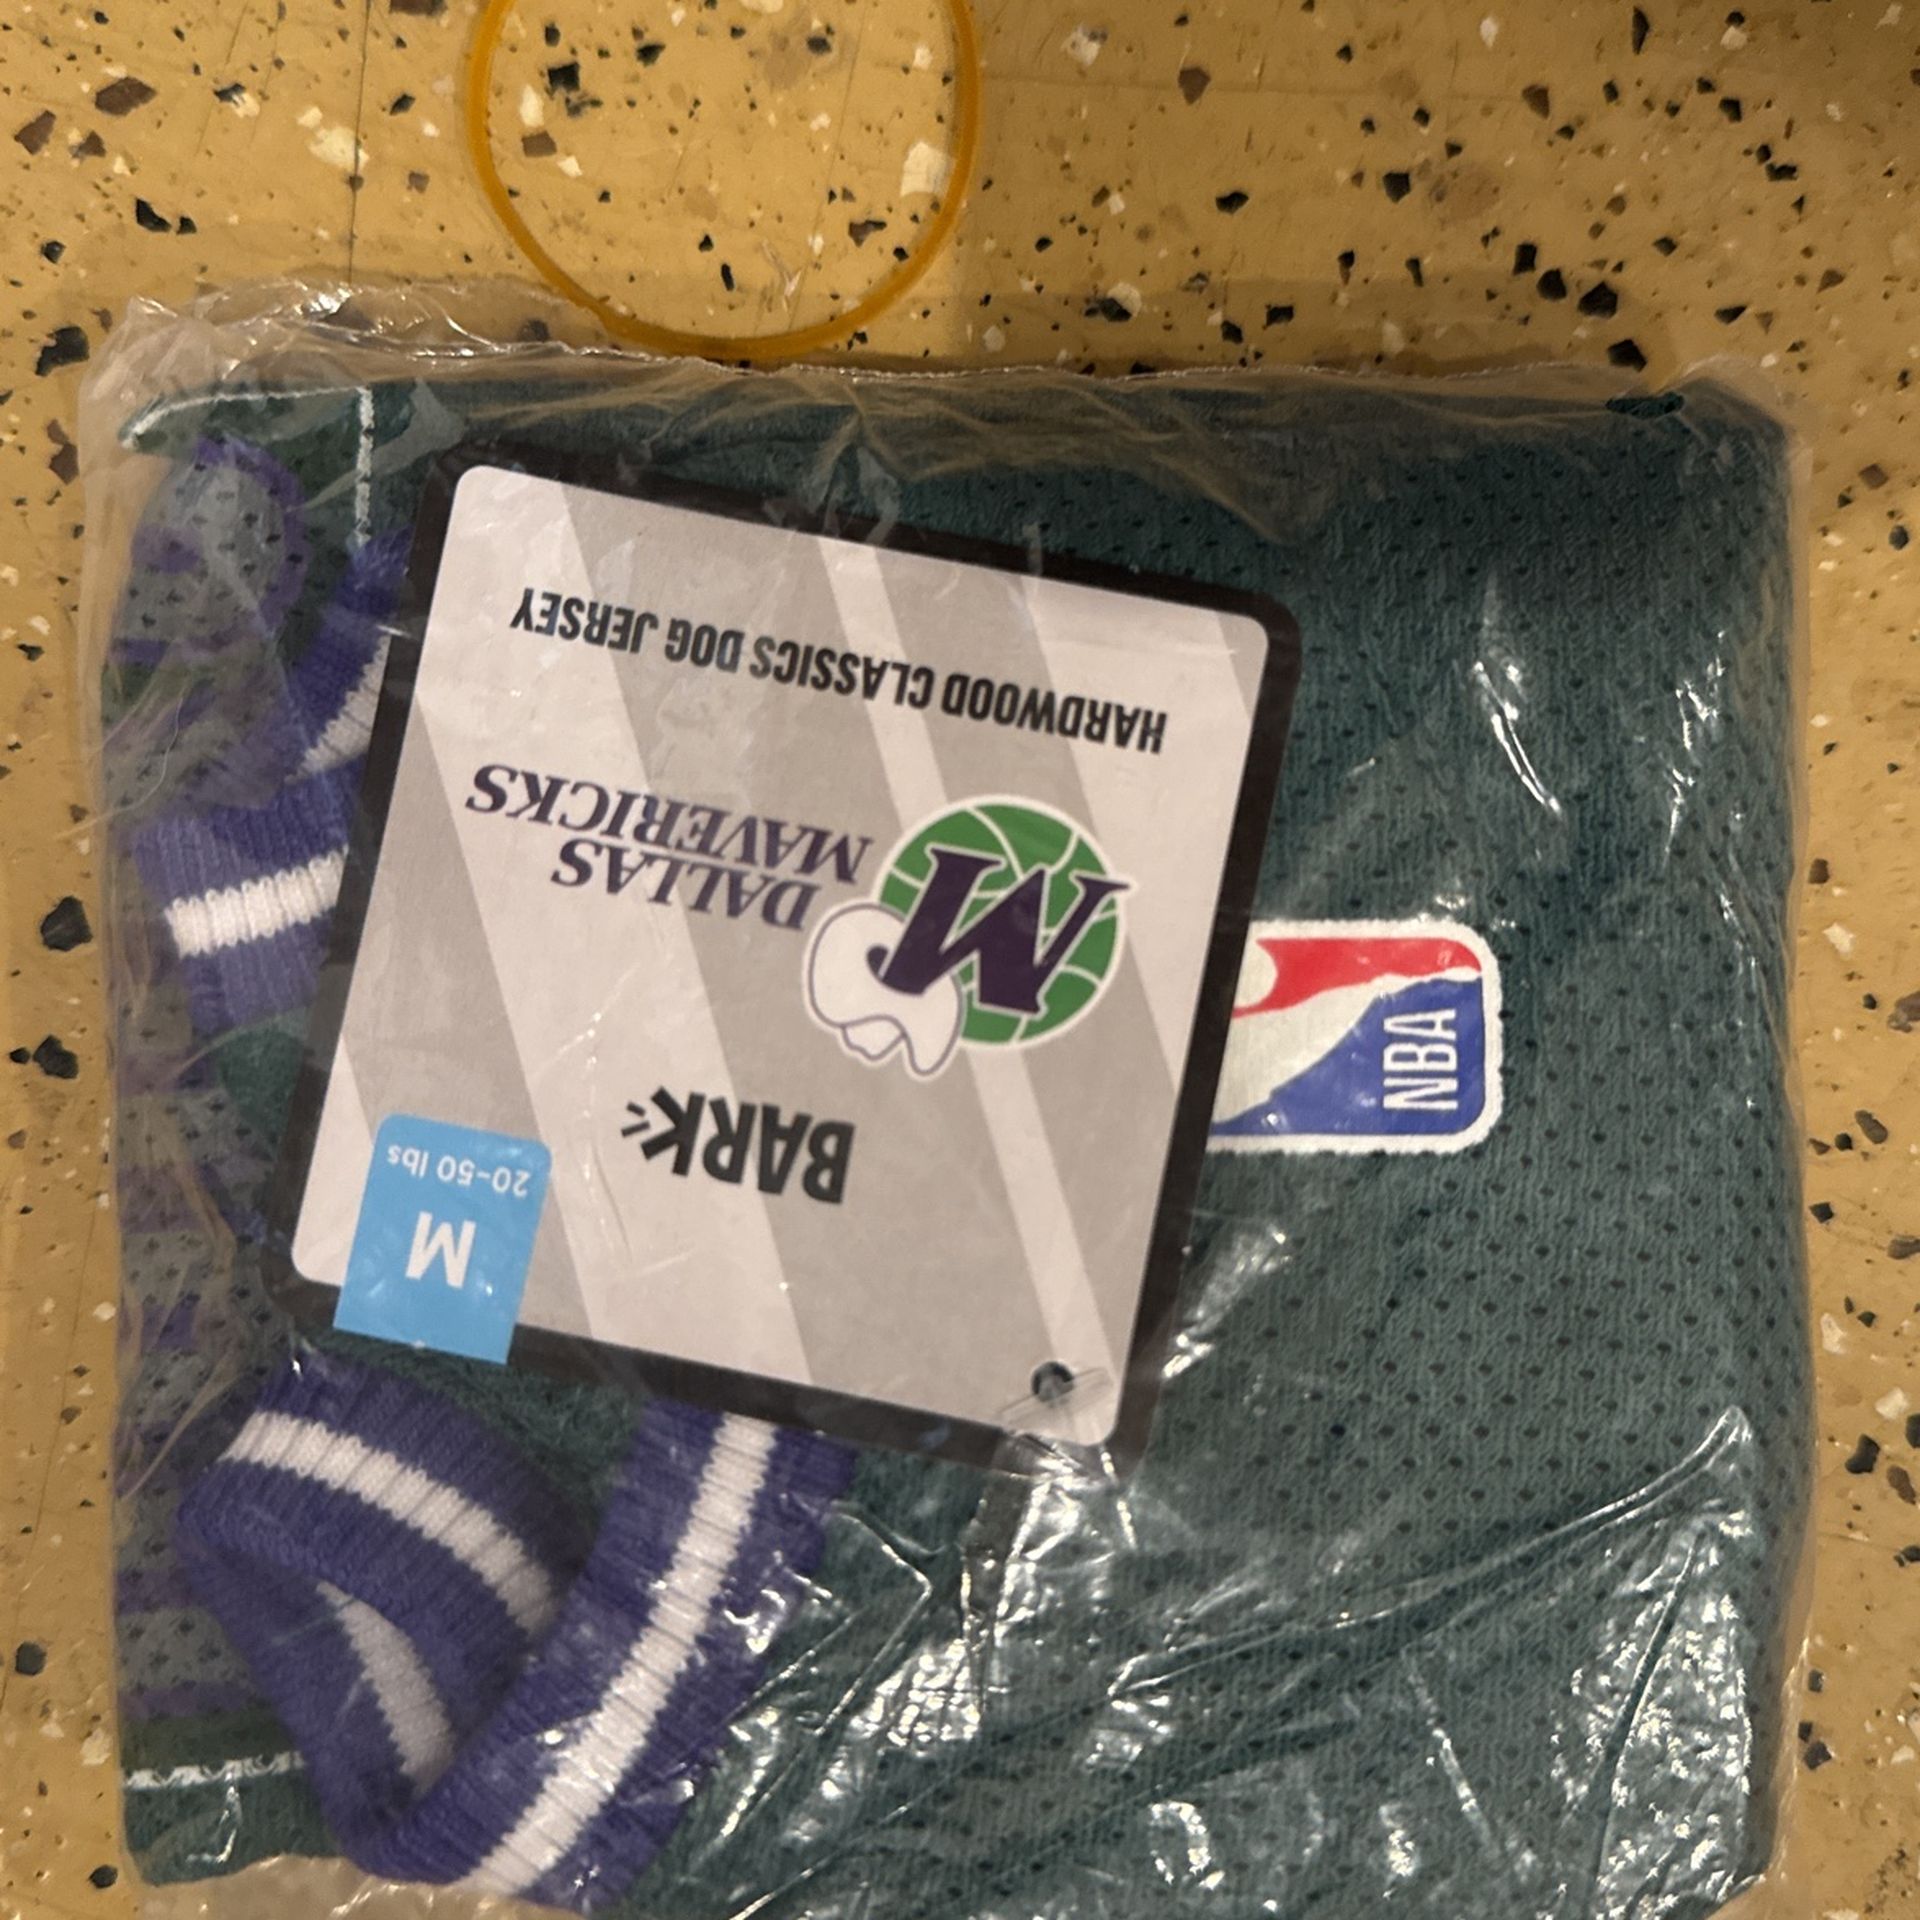 M
20-50 lbs
BARK
M
DALLAS
MAVERICKS
HARDWOOD CLASSICS DOG JERSEY
NBA